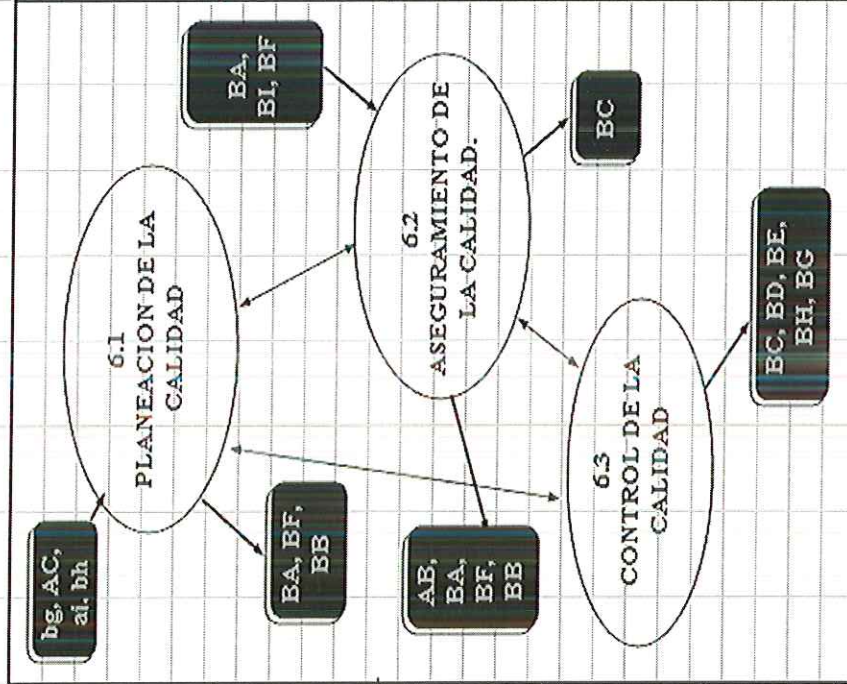 bg, AC,
ai. bh
6.1
PLANEACION DE LA
CALIDAD
BA,
BI, BF
BA, BF,
BB
6.2
ASEGURAMIENTO DE
LA CALIDAD.
AB,
BA,
BF,
BB
BC
6.3
CONTROL DE LA
CALIDAD
BC, BD, BE,
BH, BG